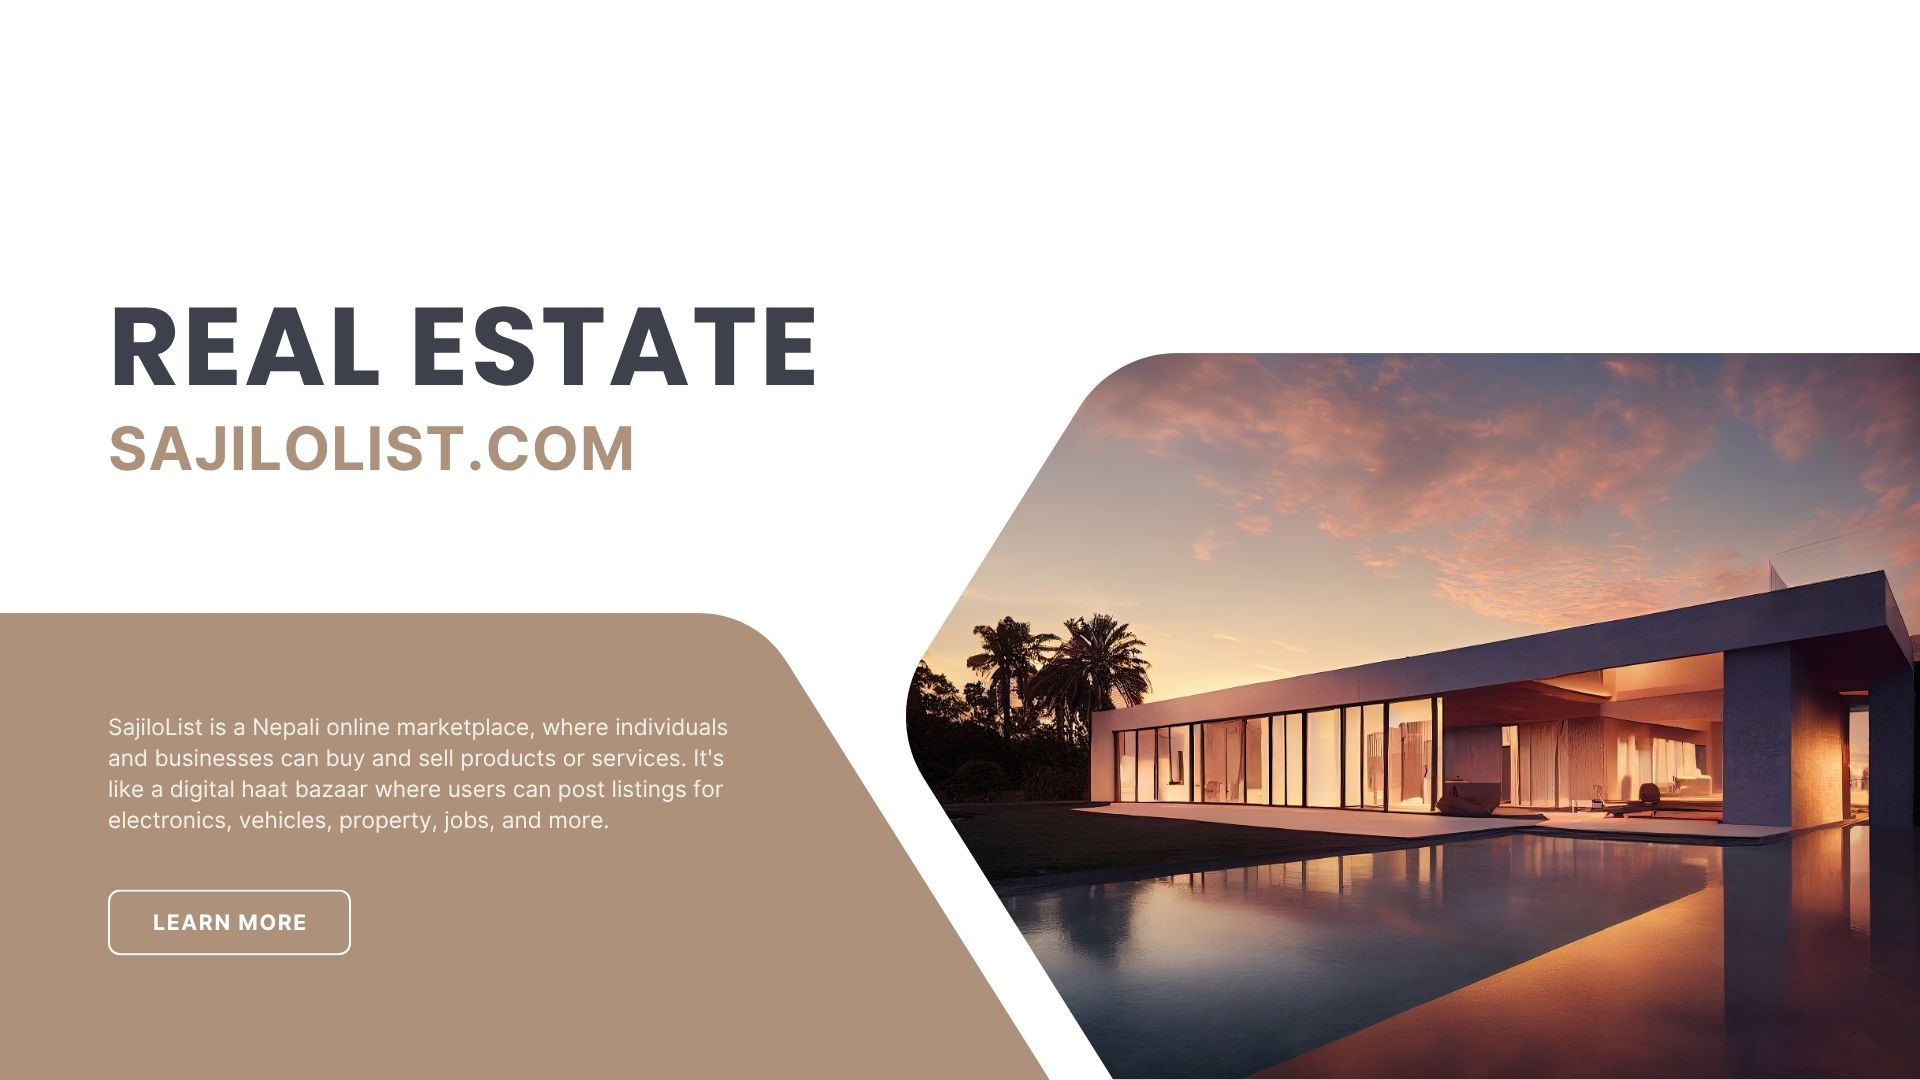 REAL ESTATE
SAJILOLIST.COM
SajiloList is a Nepali online marketplace, where individuals
and businesses can buy and sell products or services. It's
like a digital haat bazaar where users can post listings for
electronics, vehicles, property, jobs, and more.
LEARN MORE